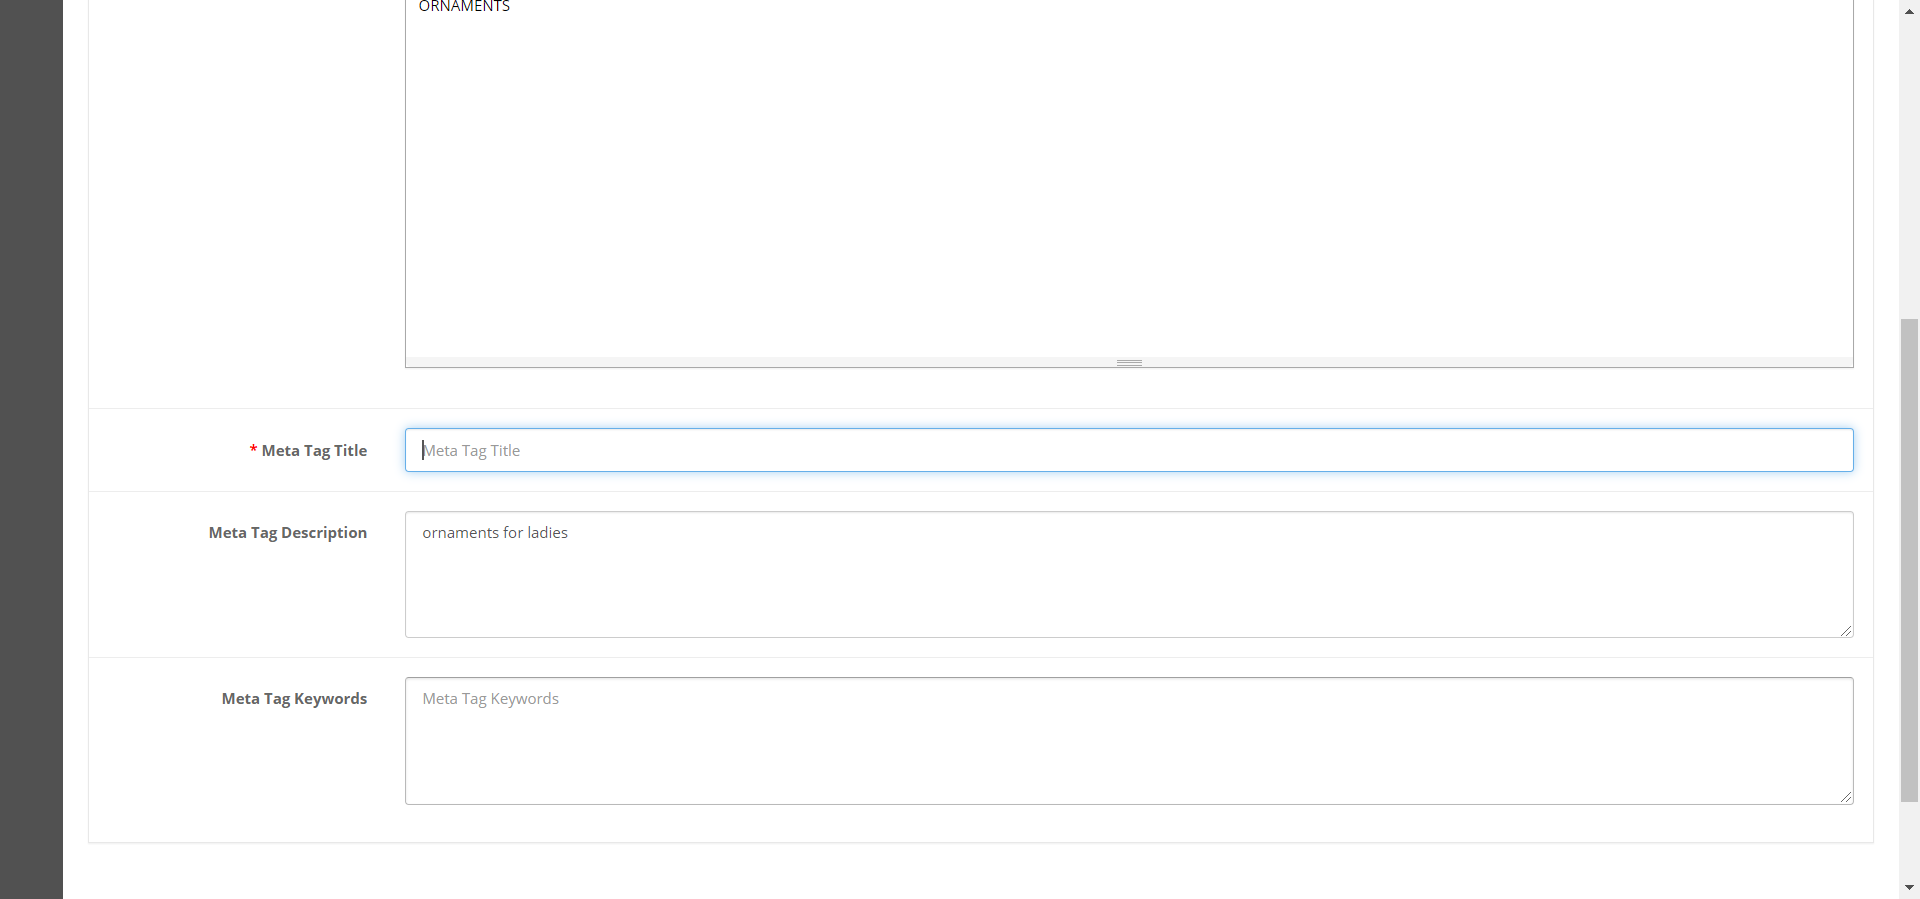 ORNAMENTS
* Meta Tag Title
Meta Tag Title
Meta Tag Description
ornaments for ladies
Meta Tag Keywords
Meta Tag Keywords